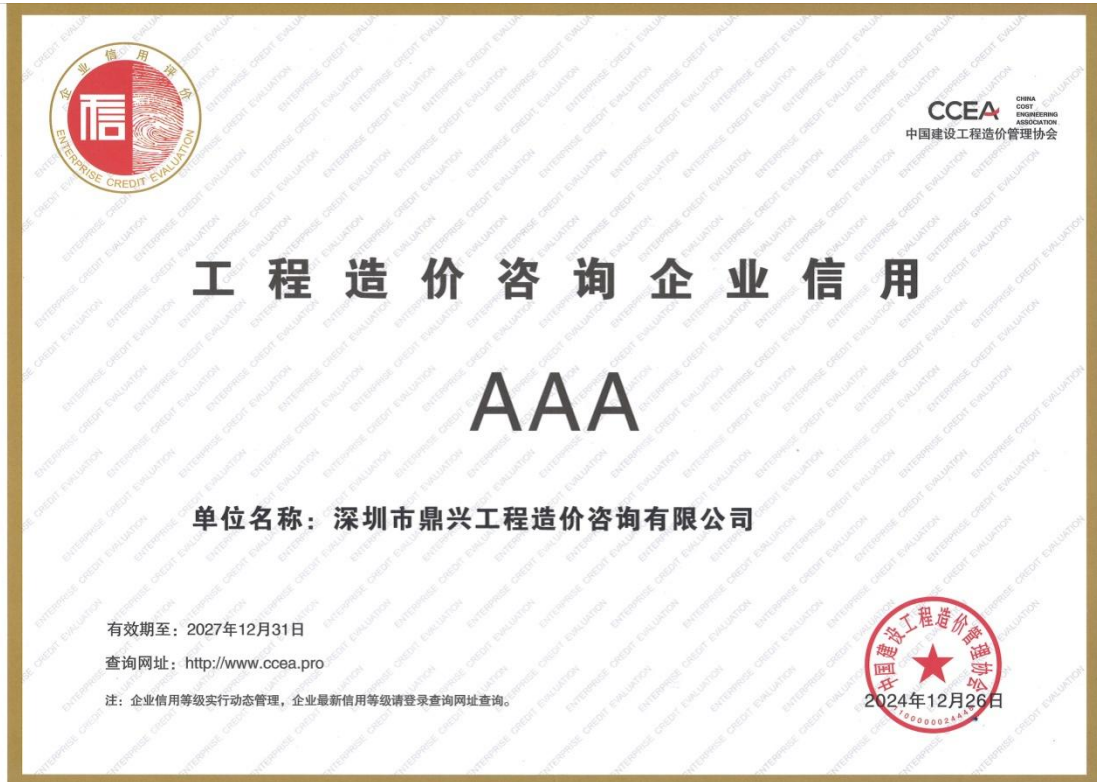 企业信用评价
信
ENTERPRISE CREDIT EVALUATION
CCEA
CHINA
COST
ENGINEERING
ASSOCIATION
中国建设工程造价管理协会
工程造价咨询企业信用
AAA
单位名称：深圳市鼎兴工程造价咨询有限公司
有效期至：2027年12月31日
查询网址：http://www.ccea.pro
注：企业信用等级实行动态管理，企业最新信用等级请登录查询网址查询。
中国建设工程造价管理协会
2024年12月26日